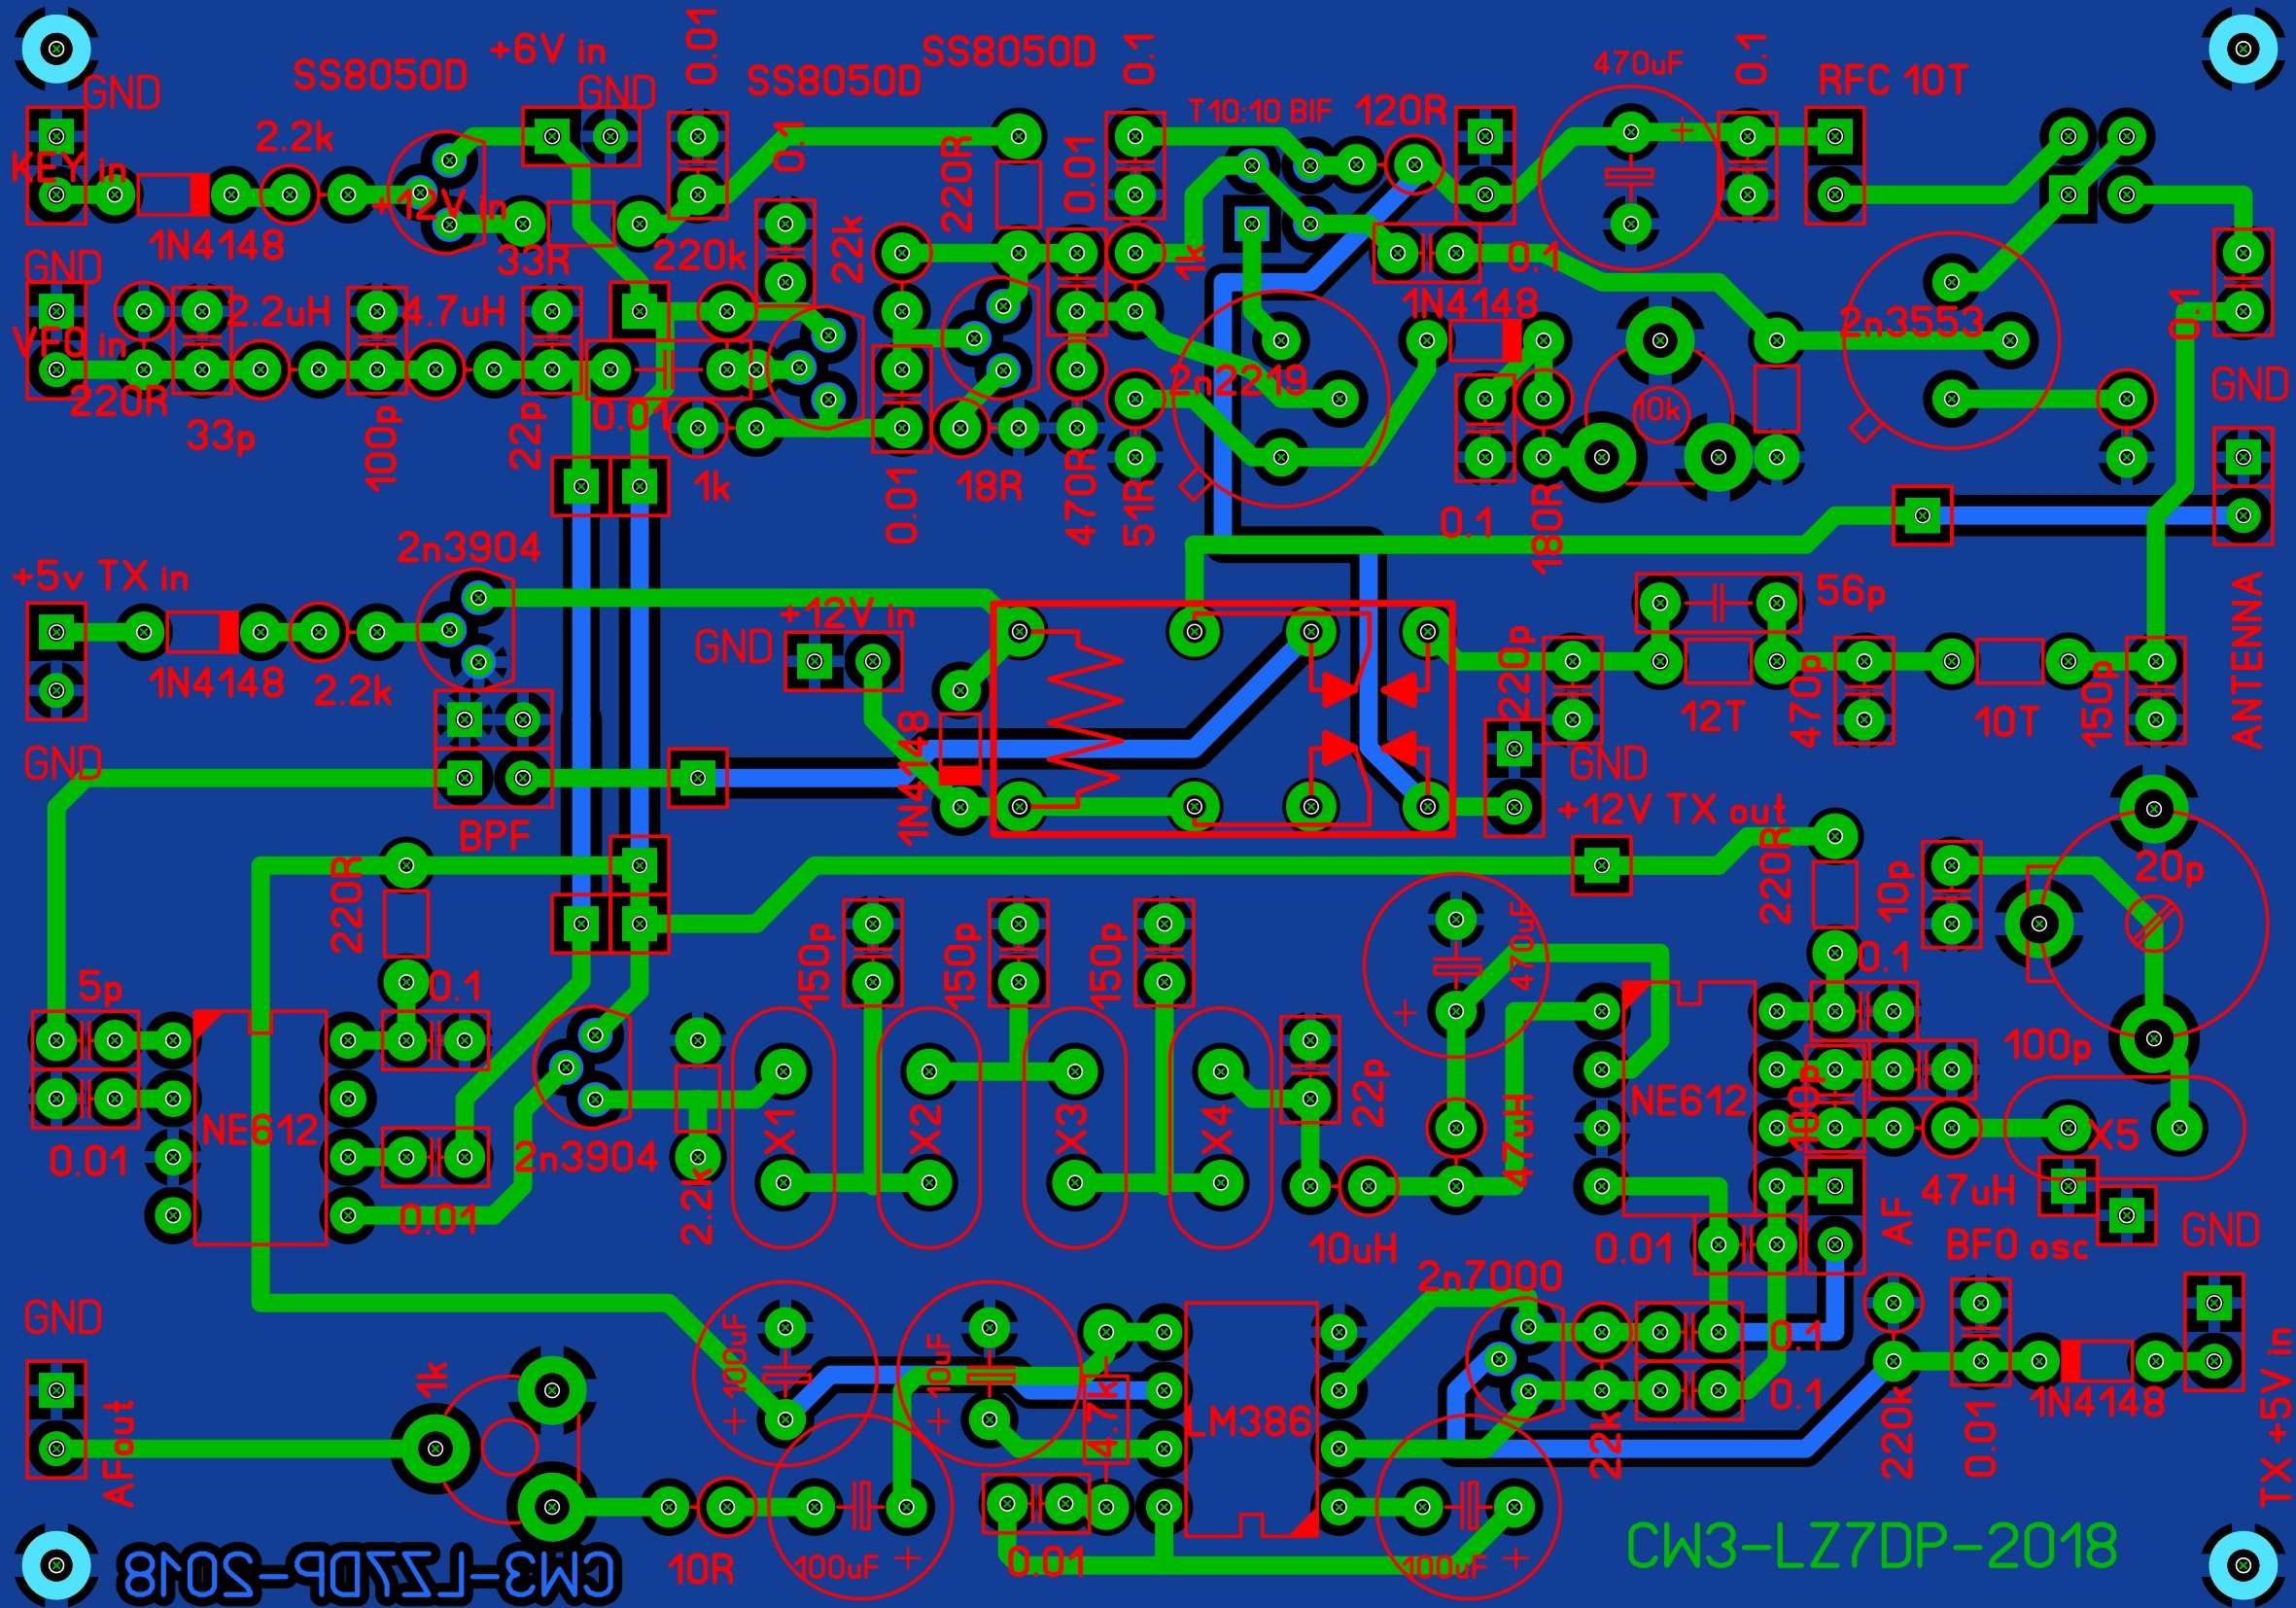 0.01
SS8050D
+6V in
SS8050D
SS8050D
0.1
470uF
0.1
RFC 10T
GND
GND
T10:10 BIF
120R
2.2k
0.1
220R
0.01
KEY in
+12V in
1N4148
33R
220k
22k
1k
0.1
GND
2.2uH
4.7uH
1N4148
2n3553
0.1
VFO in
220R
33p
100p
22p
0.01
2n2219
10k
GND
1k
0.01
18R
470R
51R
0.1
180R
2n3904
+5v TX in
+12V in
56p
ANTENNA
GND
220p
1N4148
2.2k
12T
470p
10T
150p
GND
1N4148
GND
+12V TX out
BPF
220R
220R
10p
20p
150p
150p
150p
470uF
5p
0.1
0.1
100p
NE612
X1
X2
X3
X4
22p
47uH
NE612
100p
X5
0.01
2n3904
0.01
2.2k
10uH
0.01
AF
47uH
BFO osc
GND
2n7000
GND
100uF
10uF
0.1
1k
AFout
4.7k
LM386
22k
0.1
220k
0.01
1N4148
TX +5V in
10R
100uF
0.01
100uF
CW3-LZ7DP-2018
CW3-LZ7DP-2018